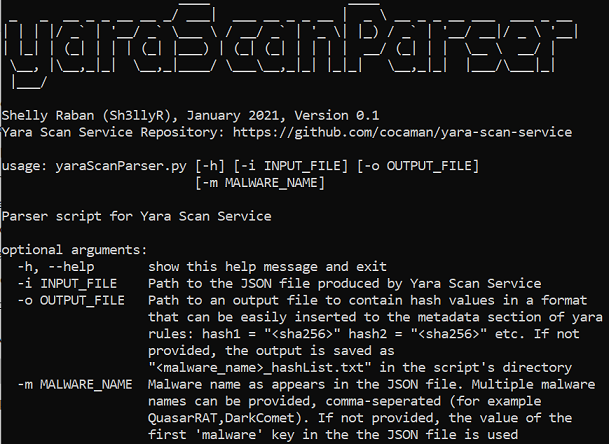 yaraScanParser
Shelly Raban (Sh3llyR), January 2021, Version 0.1
Yara Scan Service Repository: https://github.com/cocaman/yara-scan-service
usage: yaraScanParser.py [-h] [-i INPUT_FILE] [-o OUTPUT_FILE]
[-m MALWARE_NAME]
Parser script for Yara Scan Service
optional arguments:
-h, --help show this help message and exit
-i INPUT_FILE Path to the JSON file produced by Yara Scan Service
-o OUTPUT_FILE Path to an output file to contain hash values in a format
that can be easily inserted to the metadata section of yara
rules: hash1 = "<sha256>" hash2 = "<sha256>" etc. If not
provided, the output is saved as
"<malware_name>_hashList.txt" in the script's directory
-m MALWARE_NAME Malware name as appears in the JSON file. Multiple malware
names can be provided, comma-seperated (for example
QuasarRAT,DarkComet). If not provided, the value of the
first 'malware' key in the the JSON file is used